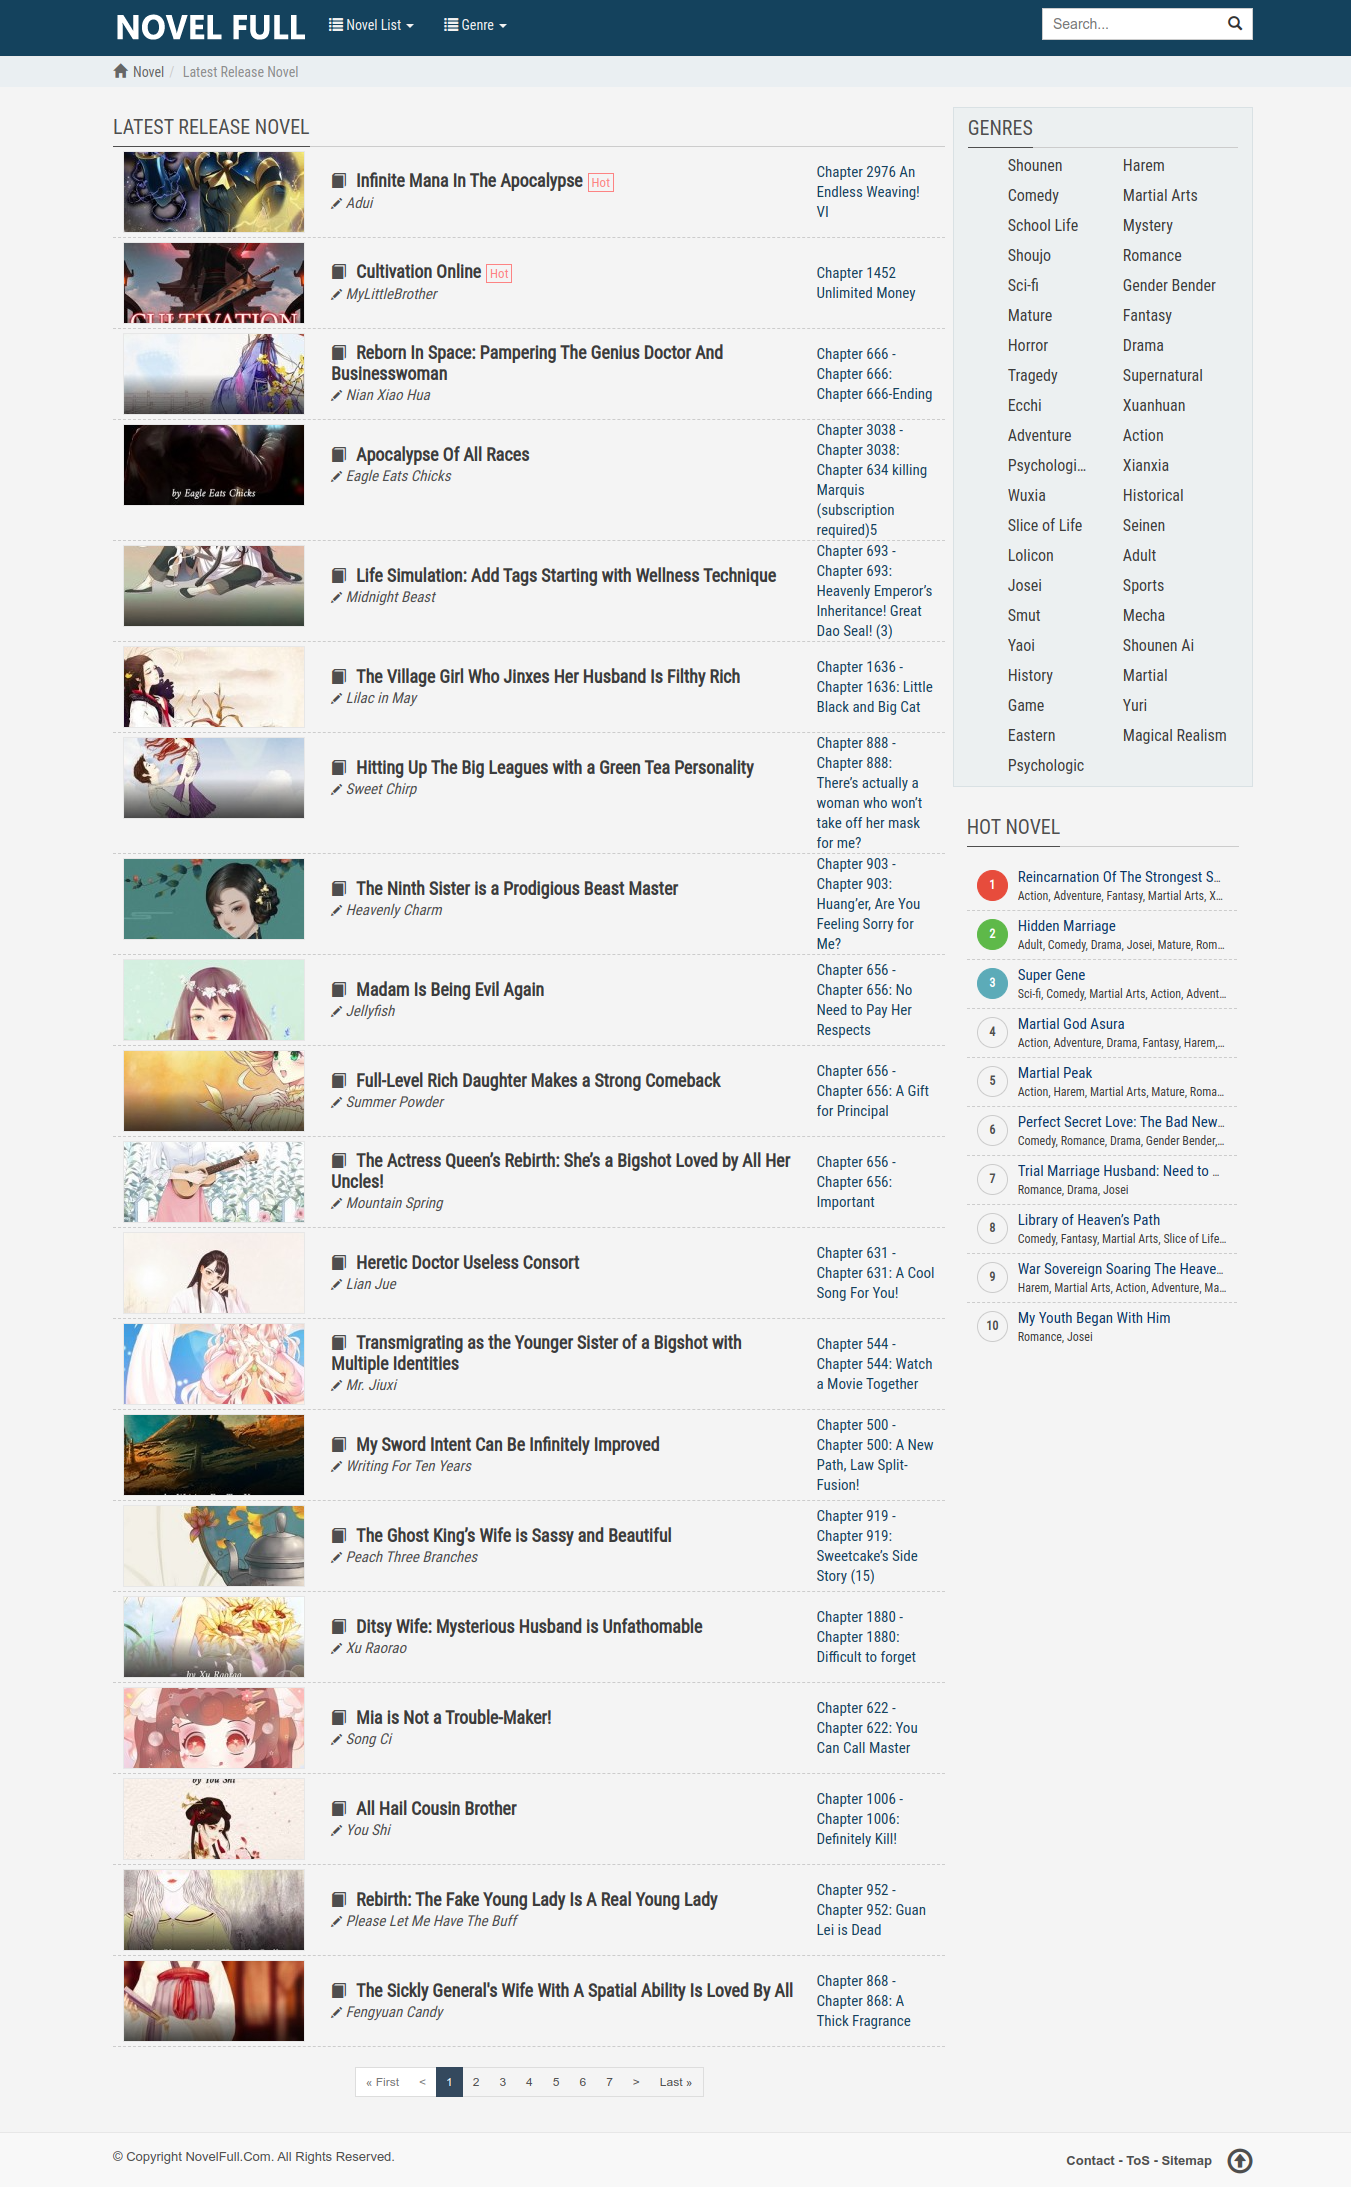 NOVEL FULL
Novel List
Genre
Search...
Novel / Latest Release Novel
LATEST RELEASE NOVEL
Infinite Mana In The Apocalypse Hot
Adui
Chapter 2976 An
Endless Weaving!
VI
CULTIVATION
Cultivation Online Hot
MyLittleBrother
Chapter 1452
Unlimited Money
Reborn In Space: Pampering The Genius Doctor And
Businesswoman
Nian Xiao Hua
Chapter 666 -
Chapter 666:
Chapter 666-Ending
by Eagle Eats Chicks
Apocalypse Of All Races
Eagle Eats Chicks
Chapter 3038 -
Chapter 3038:
Chapter 634 killing
Marquis
(subscription
required)5
Life Simulation: Add Tags Starting with Wellness Technique
Midnight Beast
Chapter 693 -
Chapter 693:
Heavenly Emperor’s
Inheritance! Great
Dao Seal! (3)
The Village Girl Who Jinxes Her Husband Is Filthy Rich
Lilac in May
Chapter 1636 -
Chapter 1636: Little
Black and Big Cat
Hitting Up The Big Leagues with a Green Tea Personality
Sweet Chirp
Chapter 888 -
Chapter 888:
There’s actually a
woman who won’t
take off her mask
for me?
The Ninth Sister is a Prodigious Beast Master
Heavenly Charm
Chapter 903 -
Chapter 903:
Huang’er, Are You
Feeling Sorry for
Me?
Madam Is Being Evil Again
Jellyfish
Chapter 656 -
Chapter 656: No
Need to Pay Her
Respects
Full-Level Rich Daughter Makes a Strong Comeback
Summer Powder
Chapter 656 -
Chapter 656: A Gift
for Principal
The Actress Queen’s Rebirth: She’s a Bigshot Loved by All Her
Uncles!
Mountain Spring
Chapter 656 -
Chapter 656:
Important
Heretic Doctor Useless Consort
Lian Jue
Chapter 631 -
Chapter 631: A Cool
Song For You!
Transmigrating as the Younger Sister of a Bigshot with
Multiple Identities
Mr. Jiuxi
Chapter 544 -
Chapter 544: Watch
a Movie Together
My Sword Intent Can Be Infinitely Improved
Writing For Ten Years
Chapter 500 -
Chapter 500: A New
Path, Law Split-
Fusion!
The Ghost King’s Wife is Sassy and Beautiful
Peach Three Branches
Chapter 919 -
Chapter 919:
Sweetcake’s Side
Story (15)
by Xu Raorao
Ditsy Wife: Mysterious Husband is Unfathomable
Xu Raorao
Chapter 1880 -
Chapter 1880:
Difficult to forget
Mia is Not a Trouble-Maker!
Song Ci
Chapter 622 -
Chapter 622: You
Can Call Master
by You Shi
All Hail Cousin Brother
You Shi
Chapter 1006 -
Chapter 1006:
Definitely Kill!
Rebirth: The Fake Young Lady Is A Real Young Lady
Please Let Me Have The Buff
Chapter 952 -
Chapter 952: Guan
Lei is Dead
The Sickly General's Wife With A Spatial Ability Is Loved By All
Fengyuan Candy
Chapter 868 -
Chapter 868: A
Thick Fragrance
« First < 1 2 3 4 5 6 7 > Last »
GENRES
Shounen Harem
Comedy Martial Arts
School Life Mystery
Shoujo Romance
Sci-fi Gender Bender
Mature Fantasy
Horror Drama
Tragedy Supernatural
Ecchi Xuanhuan
Adventure Action
Psychologi... Xianxia
Wuxia Historical
Slice of Life Seinen
Lolicon Adult
Josei Sports
Smut Mecha
Yaoi Shounen Ai
History Martial
Game Yuri
Eastern Magical Realism
Psychologic
HOT NOVEL
1 Reincarnation Of The Strongest S...
Action, Adventure, Fantasy, Martial Arts, X...
2 Hidden Marriage
Adult, Comedy, Drama, Josei, Mature, Rom...
3 Super Gene
Sci-fi, Comedy, Martial Arts, Action, Advent...
4 Martial God Asura
Action, Adventure, Drama, Fantasy, Harem,...
5 Martial Peak
Action, Harem, Martial Arts, Mature, Roma...
6 Perfect Secret Love: The Bad New...
Comedy, Romance, Drama, Gender Bender,...
7 Trial Marriage Husband: Need to ...
Romance, Drama, Josei
8 Library of Heaven’s Path
Comedy, Fantasy, Martial Arts, Slice of Life...
9 War Sovereign Soaring The Heave...
Harem, Martial Arts, Action, Adventure, Ma...
10 My Youth Began With Him
Romance, Josei
© Copyright NovelFull.Com. All Rights Reserved.
Contact - ToS - Sitemap